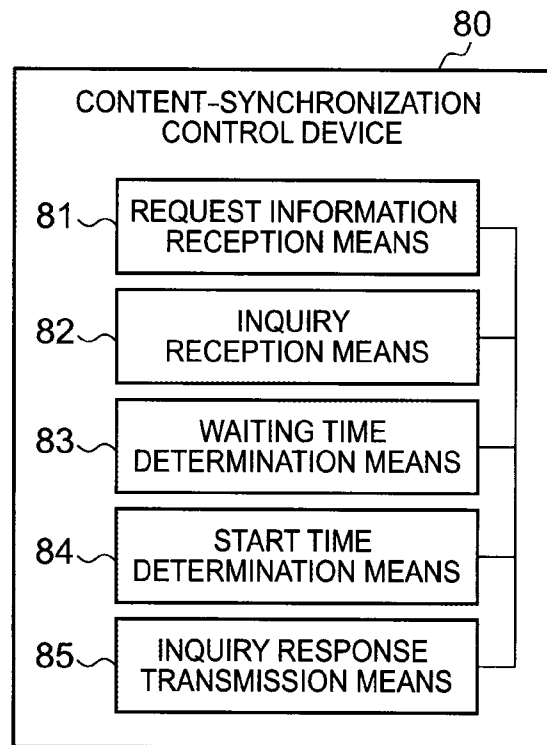 80
CONTENT-SYNCHRONIZATION
CONTROL DEVICE
81
REQUEST INFORMATION
RECEPTION MEANS
82
INQUIRY
RECEPTION MEANS
83
WAITING TIME
DETERMINATION MEANS
84
START TIME
DETERMINATION MEANS
85
INQUIRY RESPONSE
TRANSMISSION MEANS